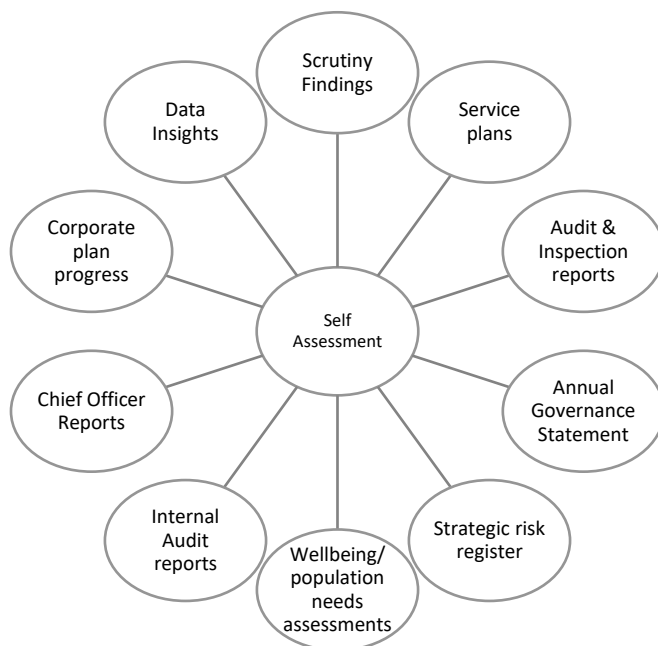 Scrutiny
Findings
Service
plans
Audit &
Inspection
reports
Annual
Governance
Statement
Strategic risk
register
Wellbeing/
population
needs
assessments
Internal
Audit
reports
Chief Officer
Reports
Corporate
plan
progress
Data
Insights
Self
Assessment